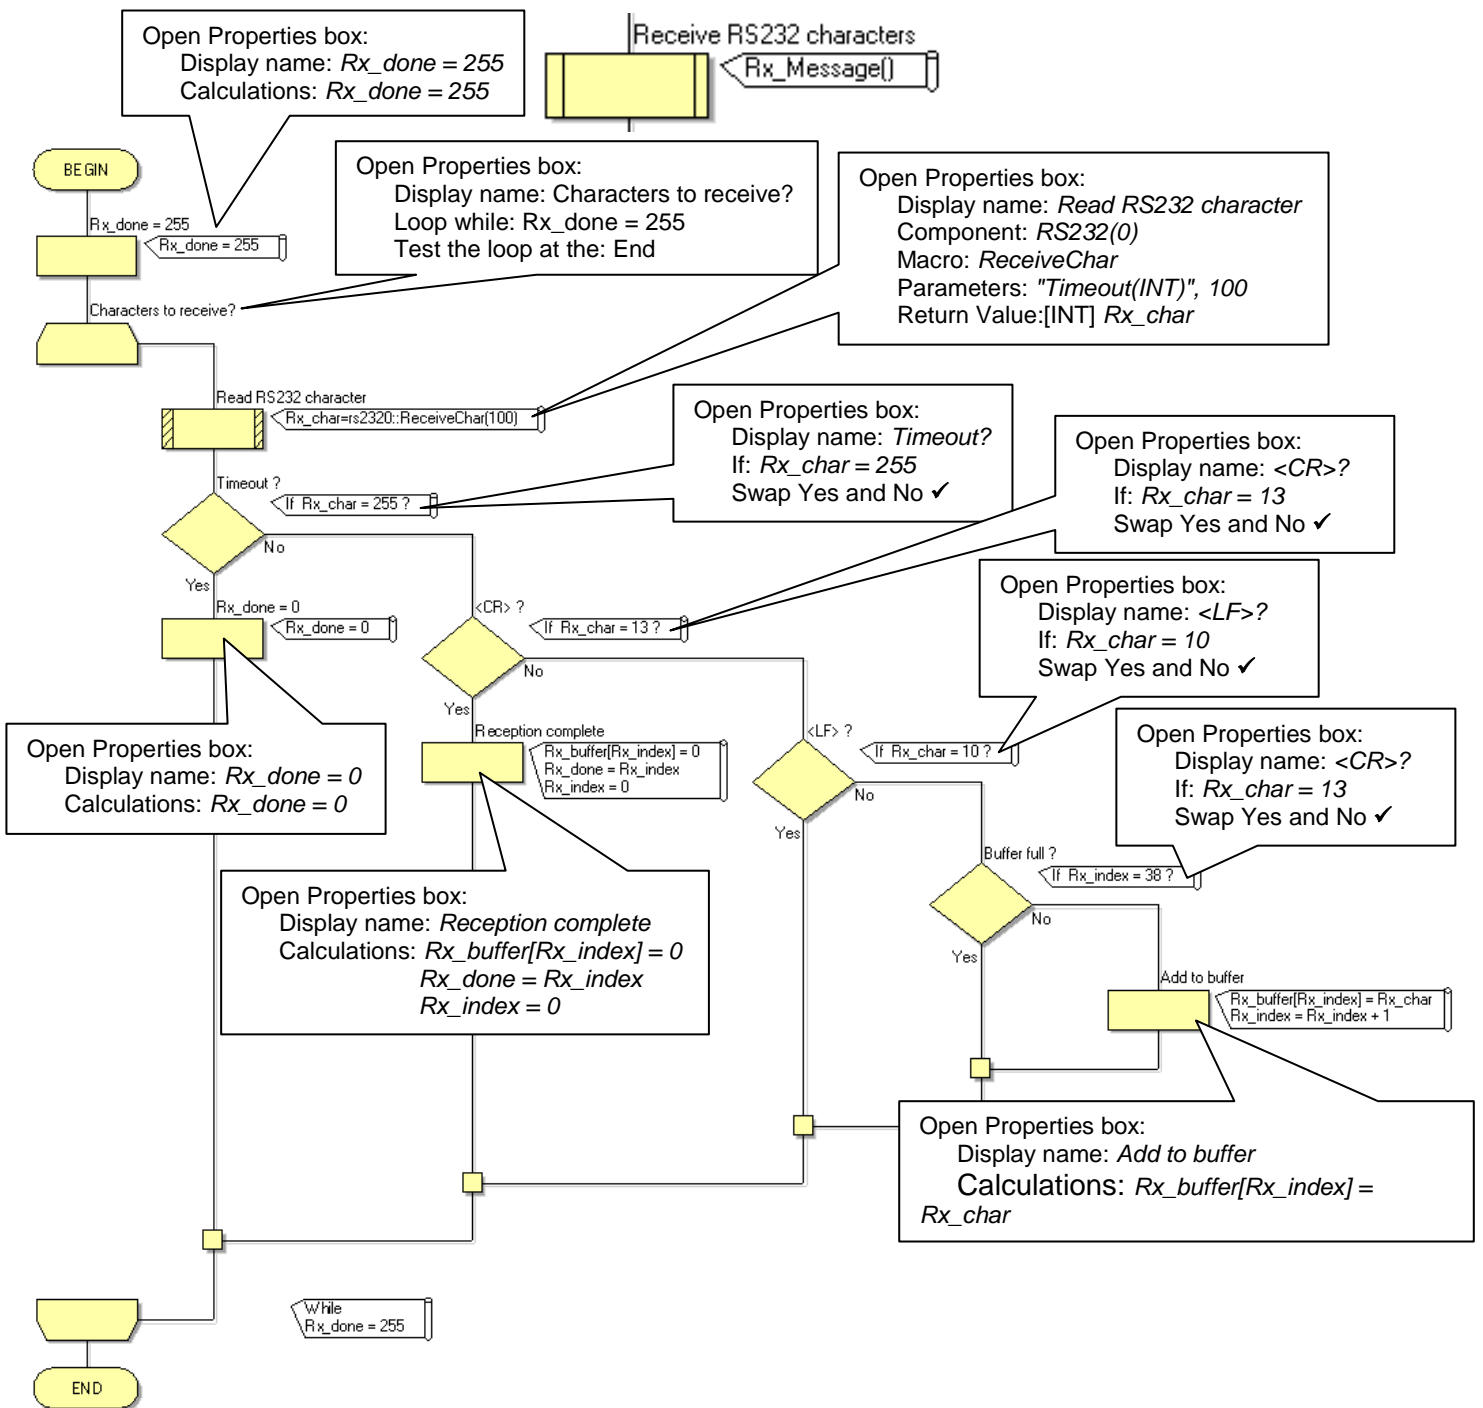 Receive RS232 characters
Rx_Message()
Open Properties box:
Display name: Rx_done = 255
Calculations: Rx_done = 255
BEGIN
Rx_done = 255
Rx_done = 255
Open Properties box:
Display name: Characters to receive?
Loop while: Rx_done = 255
Test the loop at the: End
Open Properties box:
Display name: Read RS232 character
Component: RS232(0)
Macro: ReceiveChar
Parameters: "Timeout(INT)", 100
Return Value:[INT] Rx_char
Characters to receive?
Read RS232 character
Rx_char=rs2320::ReceiveChar(100)
Open Properties box:
Display name: Timeout?
If: Rx_char = 255
Swap Yes and No ✓
Open Properties box:
Display name: <CR>?
If: Rx_char = 13
Swap Yes and No ✓
Timeout ?
If Rx_char = 255 ?
No
Yes
Rx_done = 0
Rx_done = 0
<CR> ?
If Rx_char = 13 ?
No
Yes
Open Properties box:
Display name: <LF>?
If: Rx_char = 10
Swap Yes and No ✓
Open Properties box:
Display name: Rx_done = 0
Calculations: Rx_done = 0
Reception complete
Rx_buffer[Rx_index] = 0
Rx_done = Rx_index
Rx_index = 0
<LF> ?
If Rx_char = 10 ?
No
Yes
Open Properties box:
Display name: <CR>?
If: Rx_char = 13
Swap Yes and No ✓
Open Properties box:
Display name: Reception complete
Calculations: Rx_buffer[Rx_index] = 0
Rx_done = Rx_index
Rx_index = 0
Buffer full ?
If Rx_index = 38 ?
No
Yes
Add to buffer
Rx_buffer[Rx_index] = Rx_char
Rx_index = Rx_index + 1
Open Properties box:
Display name: Add to buffer
Calculations: Rx_buffer[Rx_index] =
Rx_char
While
Rx_done = 255
END